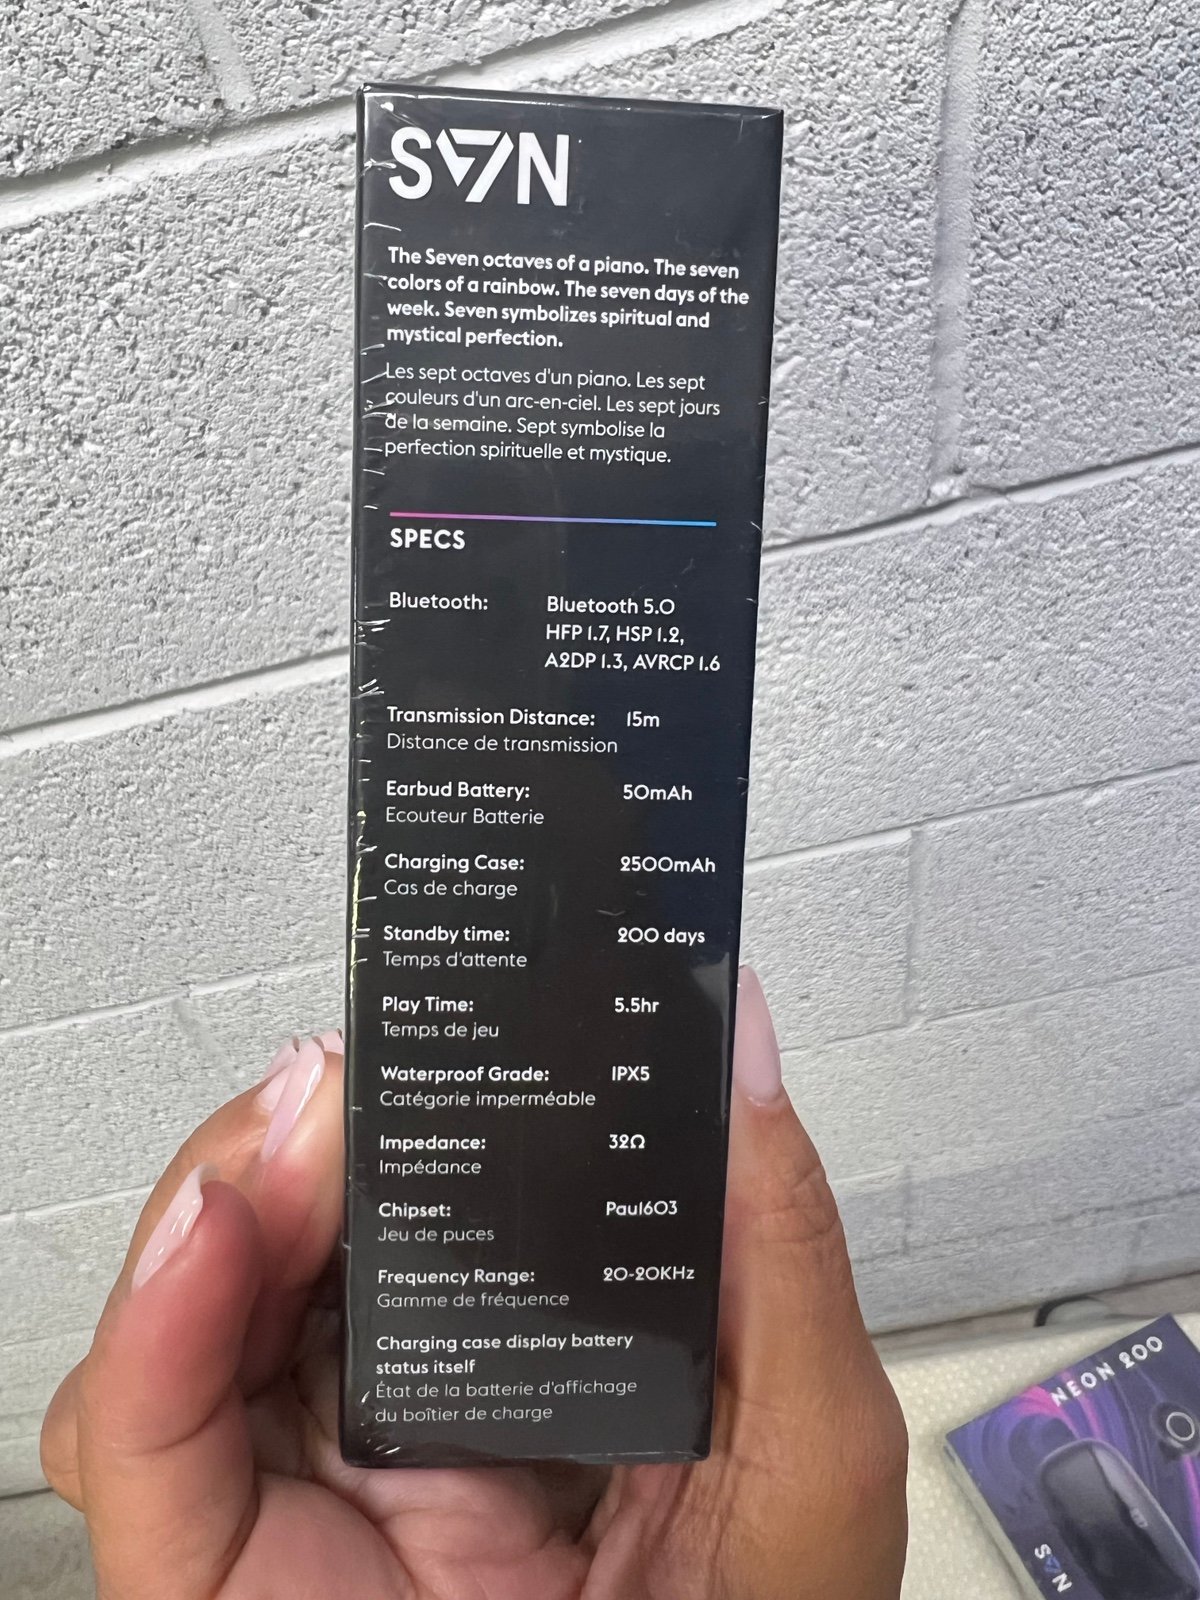 S7N
The Seven octaves of a piano. The seven
colors of a rainbow. The seven days of the
week. Seven symbolizes spiritual and
mystical perfection.
Les sept octaves d'un piano. Les sept
couleurs d'un arc-en-ciel. Les sept jours
de la semaine. Sept symbolise la
perfection spirituelle et mystique.
SPECS
Bluetooth: Bluetooth 5.0
HFP 1.7, HSP 1.2,
A2DP 1.3, AVRCP 1.6
Transmission Distance: 15m
Distance de transmission
Earbud Battery: 50mAh
Ecouteur Batterie
Charging Case: 2500mAh
Cas de charge
Standby time: 200 days
Temps d'attente
Play Time: 5.5hr
Temps de jeu
Waterproof Grade: IPX5
Catégorie imperméable
Impedance: 32Ω
Impédance
Chipset: Pau1603
Jeu de puces
Frequency Range: 20-20KHz
Gamme de fréquence
Charging case display battery
status itself
État de la batterie d'affichage
du boîtier de charge
NEON 200
S7N